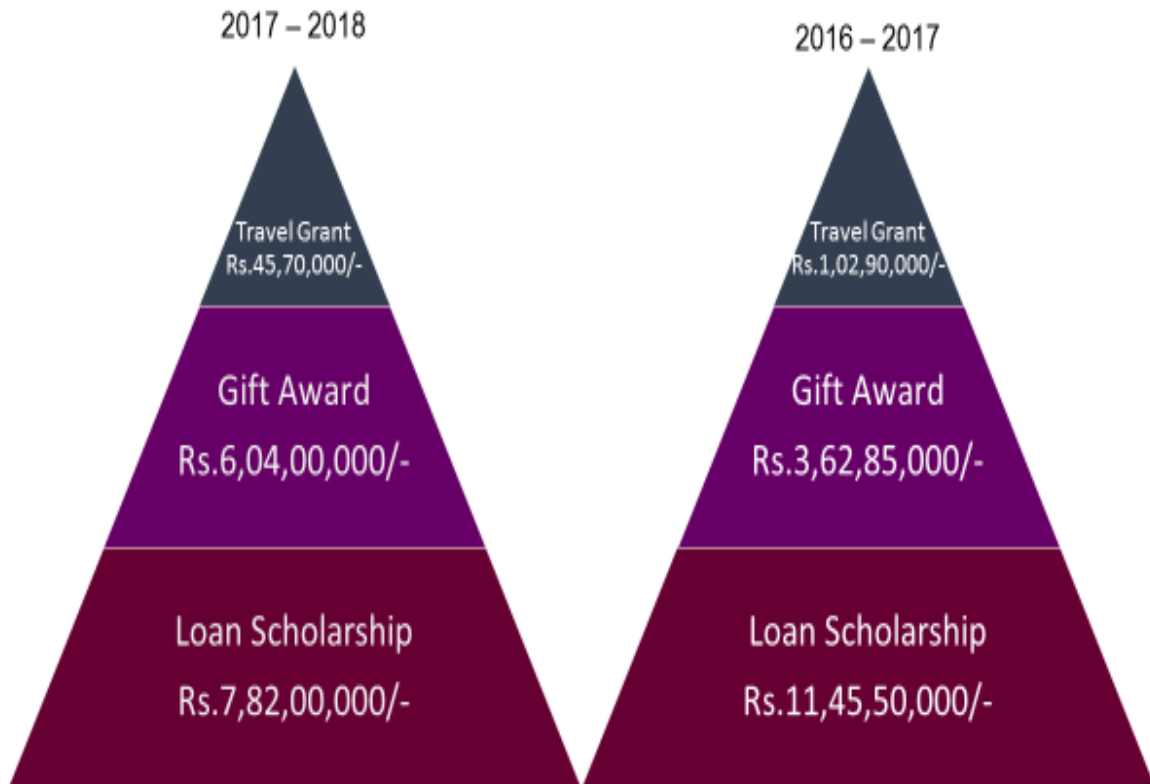 2017 – 2018
Travel Grant
Rs.45,70,000/-
Gift Award
Rs.6,04,00,000/-
Loan Scholarship
Rs.7,82,00,000/-
2016 – 2017
Travel Grant
Rs.1,02,90,000/-
Gift Award
Rs.3,62,85,000/-
Loan Scholarship
Rs.11,45,50,000/-